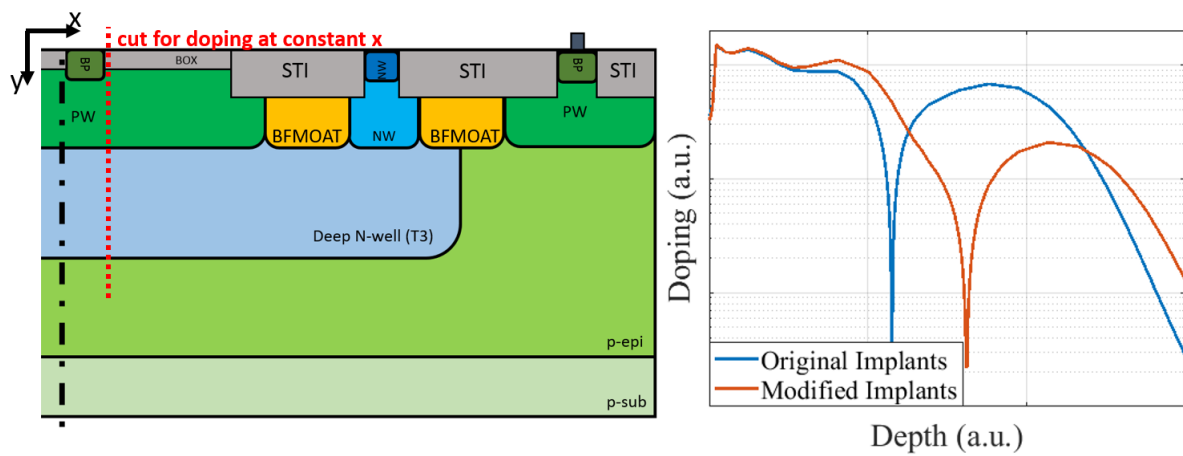 x
cut for doping at constant x
y
BP
BOX
STI
NW
STI
BP
STI
PW
BFMOAT
NW
BFMOAT
PW
Deep N-well (T3)
p-epi
p-sub
Doping (a.u.)
Original Implants
Modified Implants
Depth (a.u.)